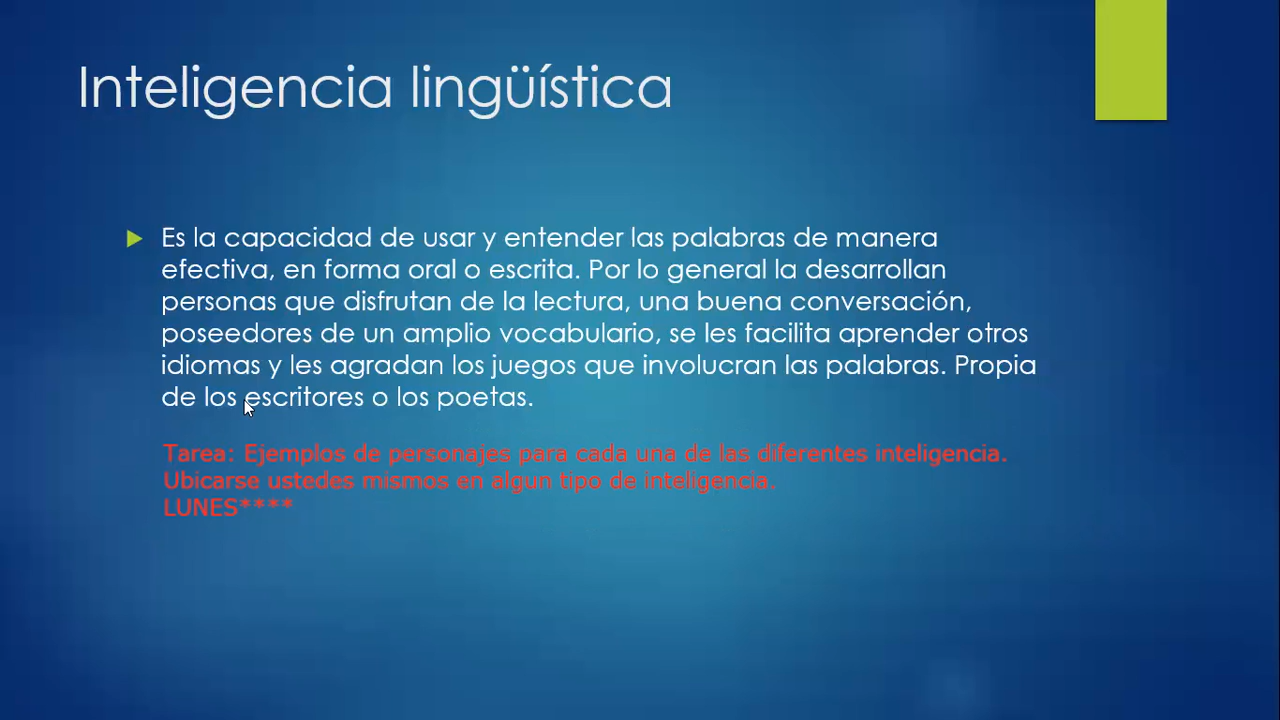 Inteligencia lingüística
Es la capacidad de usar y entender las palabras de manera
efectiva, en forma oral o escrita. Por lo general la desarrollan
personas que disfrutan de la lectura, una buena conversación,
poseedores de un amplio vocabulario, se les facilita aprender otros
idiomas y les agradan los juegos que involucran las palabras. Propia
de los escritores o los poetas.
Tarea: Ejemplos de personajes para cada una de las diferentes inteligencia.
Ubicarse ustedes mismos en algun tipo de inteligencia.
LUNES****